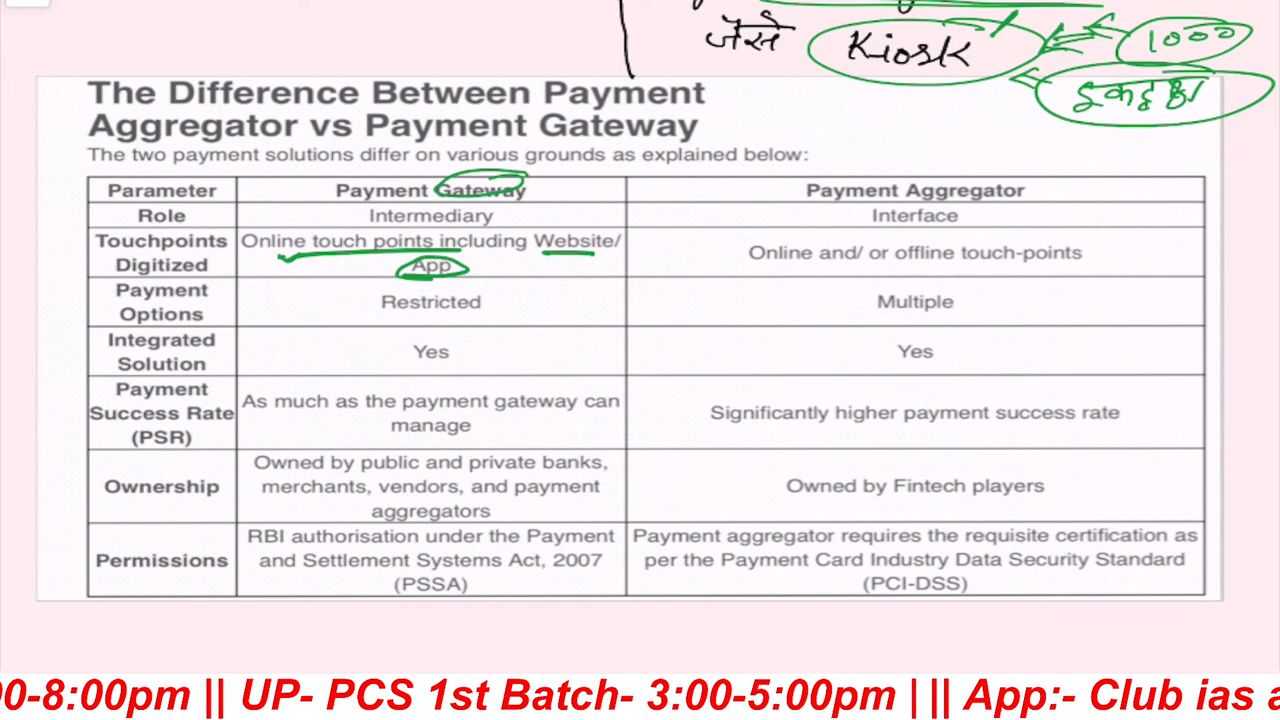 जैसे Kiosk 1000
इकट्ठा
The Difference Between Payment
Aggregator vs Payment Gateway
The two payment solutions differ on various grounds as explained below:
Parameter Payment Gateway Payment Aggregator
Role Intermediary Interface
Touchpoints Digitized Online touch points including Website/
App Online and/ or offline touch-points
Payment Options Restricted Multiple
Integrated Solution Yes Yes
Payment Success Rate (PSR) As much as the payment gateway can
manage Significantly higher payment success rate
Ownership Owned by public and private banks,
merchants, vendors, and payment
aggregators Owned by Fintech players
Permissions RBI authorisation under the Payment
and Settlement Systems Act, 2007
(PSSA) Payment aggregator requires the requisite certification as
per the Payment Card Industry Data Security Standard
(PCI-DSS)
00-8:00pm || UP- PCS 1st Batch- 3:00-5:00pm | || App:- Club ias a